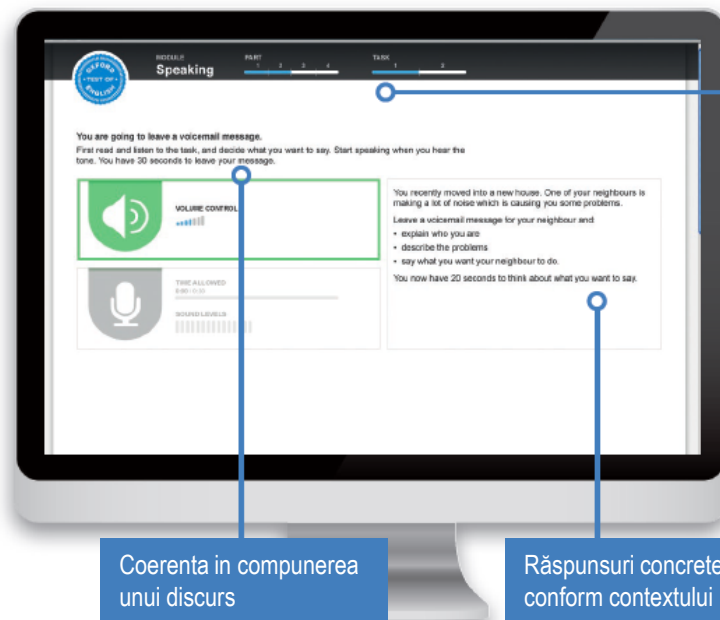 OXFORD
TEST OF
ENGLISH
MODULE
Speaking
PART
1 2 3 4
TASK
1 2
You are going to leave a voicemail message.
First read and listen to the task, and decide what you want to say. Start speaking when you hear the
tone. You have 30 seconds to leave your message.
VOLUME CONTROL
TIME ALLOWED
SOUND LEVELS
You recently moved into a new house. One of your neighbours is
making a lot of noise which is causing you some problems.
Leave a voicemail message for your neighbour and
• explain who you are
• describe the problems
• say what you want your neighbour to do.
You now have 20 seconds to think about what you want to say.
Coerenta in compunerea
unui discurs
Răspunsuri concrete
conform contextului